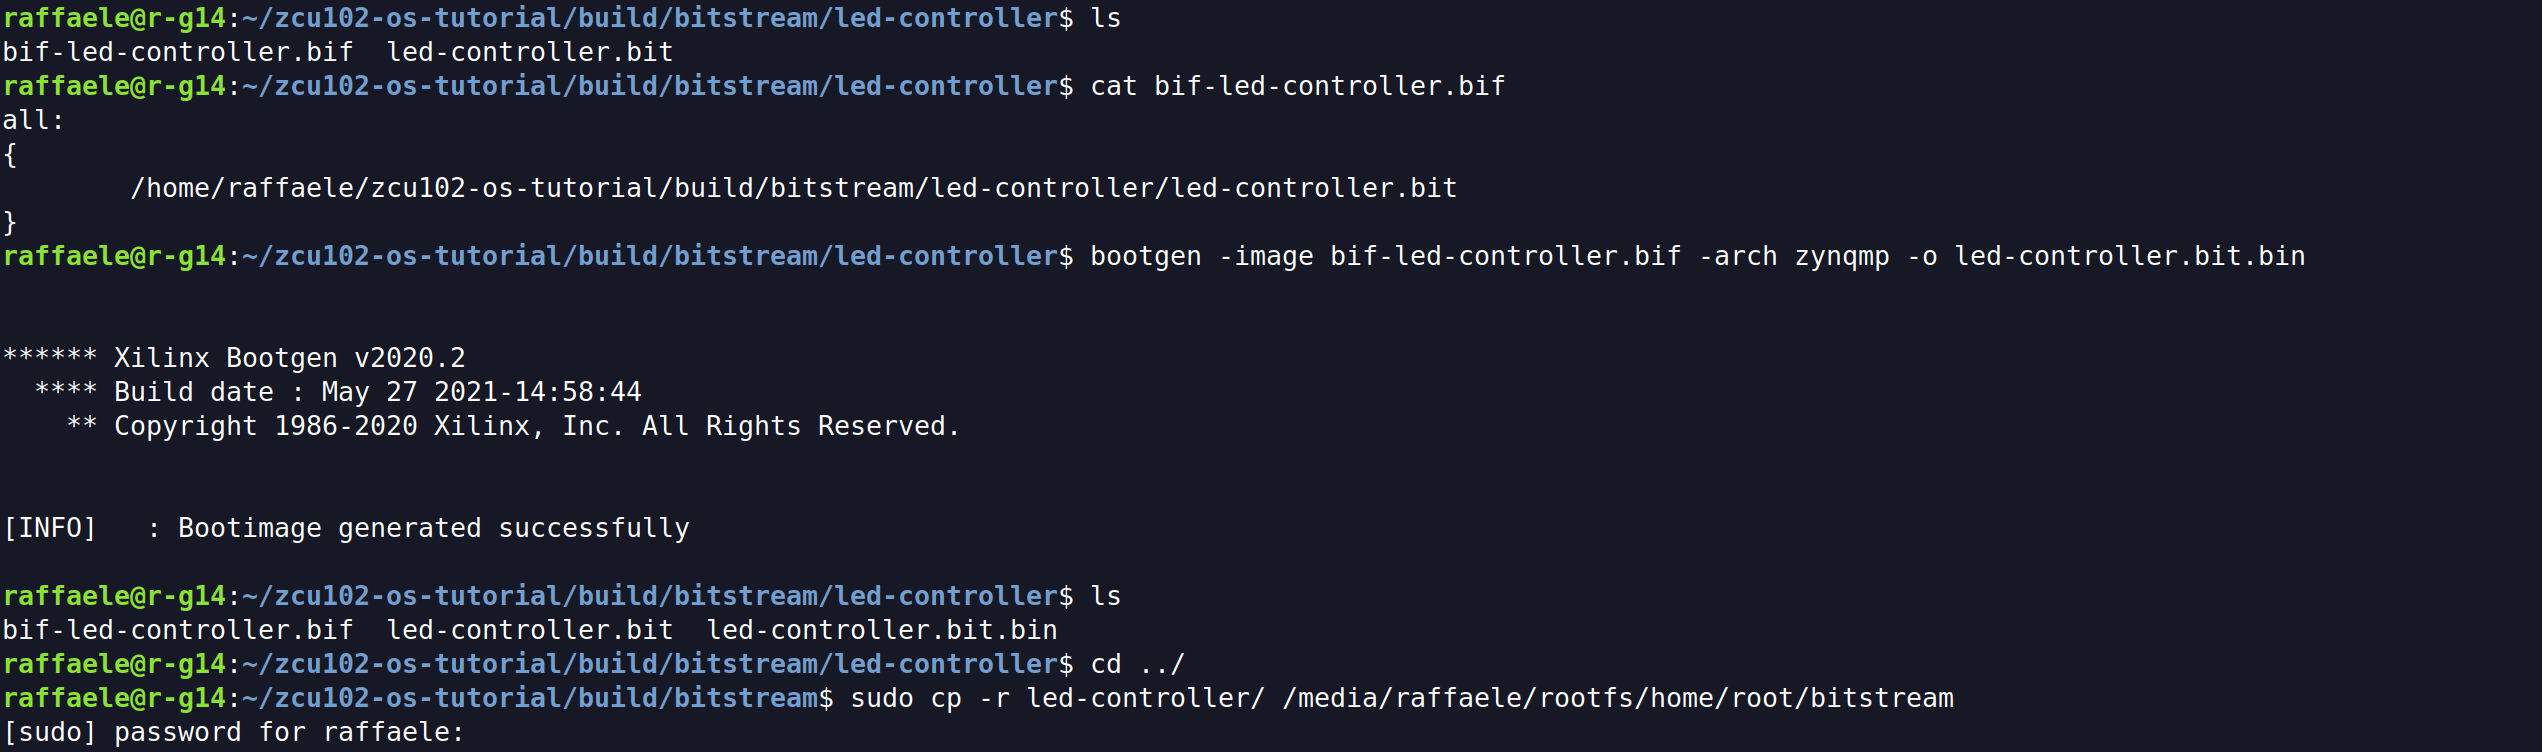 raffaele@r-g14:~/zcu102-os-tutorial/build/bitstream/led-controller$ ls
bif-led-controller.bif  led-controller.bit
raffaele@r-g14:~/zcu102-os-tutorial/build/bitstream/led-controller$ cat bif-led-controller.bif
all:
{
        /home/raffaele/zcu102-os-tutorial/build/bitstream/led-controller/led-controller.bit
}
raffaele@r-g14:~/zcu102-os-tutorial/build/bitstream/led-controller$ bootgen -image bif-led-controller.bif -arch zynqmp -o led-controller.bit.bin
****** Xilinx Bootgen v2020.2
  **** Build date : May 27 2021-14:58:44
    ** Copyright 1986-2020 Xilinx, Inc. All Rights Reserved.
[INFO]   : Bootimage generated successfully
raffaele@r-g14:~/zcu102-os-tutorial/build/bitstream/led-controller$ ls
bif-led-controller.bif  led-controller.bit  led-controller.bit.bin
raffaele@r-g14:~/zcu102-os-tutorial/build/bitstream/led-controller$ cd ../
raffaele@r-g14:~/zcu102-os-tutorial/build/bitstream$ sudo cp -r led-controller/ /media/raffaele/rootfs/home/root/bitstream
[sudo] password for raffaele: